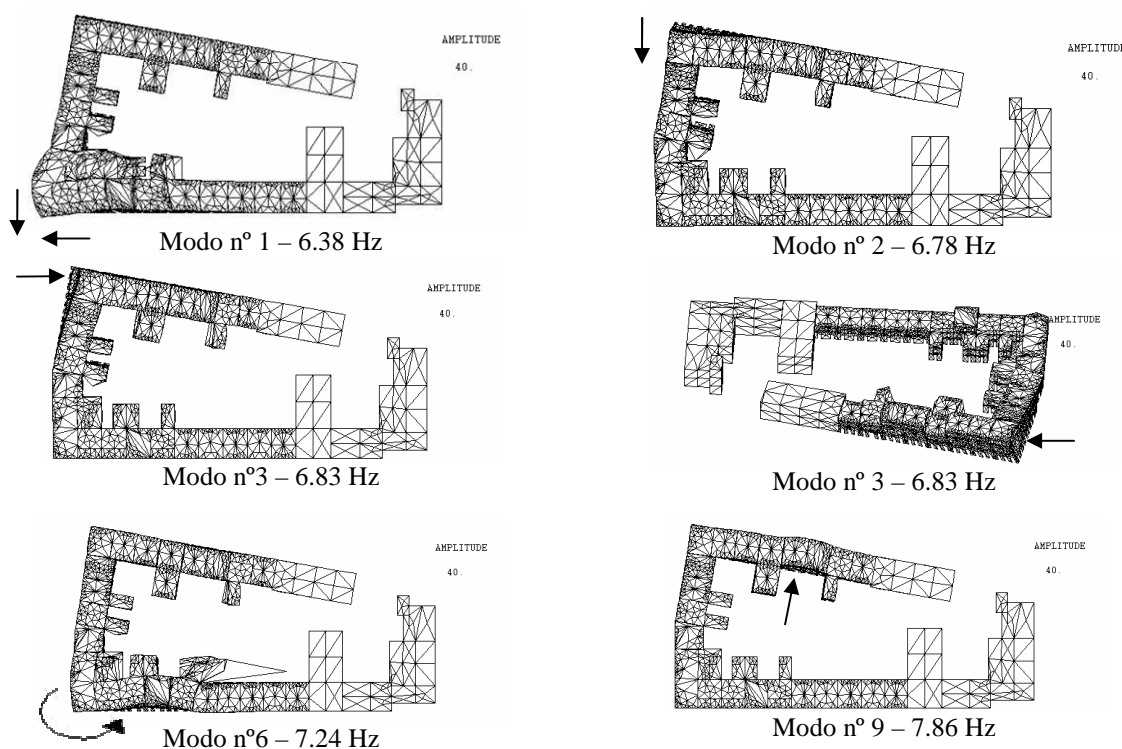 AMPLITUDE
40.
Modo nº 1 – 6.38 Hz
AMPLITUDE
40.
Modo nº 2 – 6.78 Hz
AMPLITUDE
40.
Modo nº3 – 6.83 Hz
AMPLITUDE
40.
Modo nº 3 – 6.83 Hz
AMPLITUDE
40.
Modo nº6 – 7.24 Hz
AMPLITUDE
40.
Modo nº 9 – 7.86 Hz